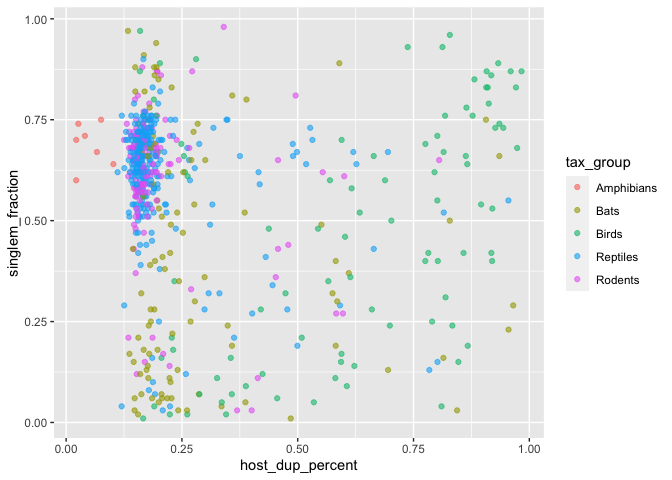 1.00
0.75
0.50
0.25
0.00
singlem_fraction
0.00 0.25 0.50 0.75 1.00
host_dup_percent
tax_group
Amphibians
Bats
Birds
Reptiles
Rodents